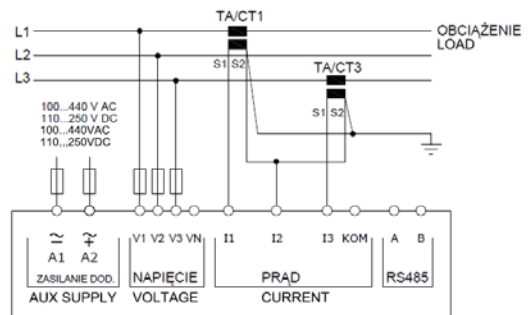 TA/CT1
L1
OBCIĄŻENIE
L2
LOAD
S1 S2
TA/CT3
L3
S1 S2
100...440 V AC
110...250 V DC
100...440VAC
110,,,250VDC
V1 V2 V3 VN I1 I2 I3 KOM A B
A1 A2
ZASILANIE DOD.
NAPIĘCIE
PRĄD
RS485
AUX SUPPLY
VOLTAGE
CURRENT